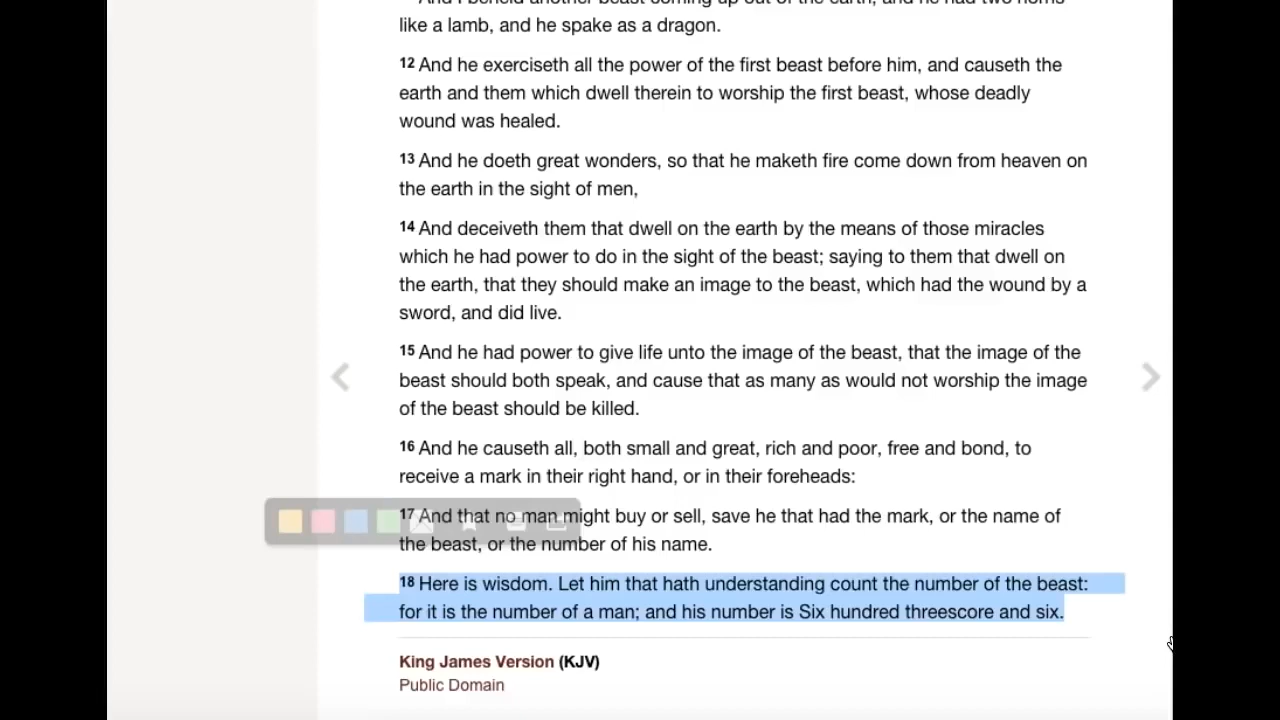 like a lamb, and he spake as a dragon.
12 And he exerciseth all the power of the first beast before him, and causeth the
earth and them which dwell therein to worship the first beast, whose deadly
wound was healed.
13 And he doeth great wonders, so that he maketh fire come down from heaven on
the earth in the sight of men,
14 And deceiveth them that dwell on the earth by the means of those miracles
which he had power to do in the sight of the beast; saying to them that dwell on
the earth, that they should make an image to the beast, which had the wound by a
sword, and did live.
15 And he had power to give life unto the image of the beast, that the image of the
beast should both speak, and cause that as many as would not worship the image
of the beast should be killed.
16 And he causeth all, both small and great, rich and poor, free and bond, to
receive a mark in their right hand, or in their foreheads:
17 And that no man might buy or sell, save he that had the mark, or the name of
the beast, or the number of his name.
18 Here is wisdom. Let him that hath understanding count the number of the beast:
for it is the number of a man; and his number is Six hundred threescore and six.
King James Version (KJV)
Public Domain